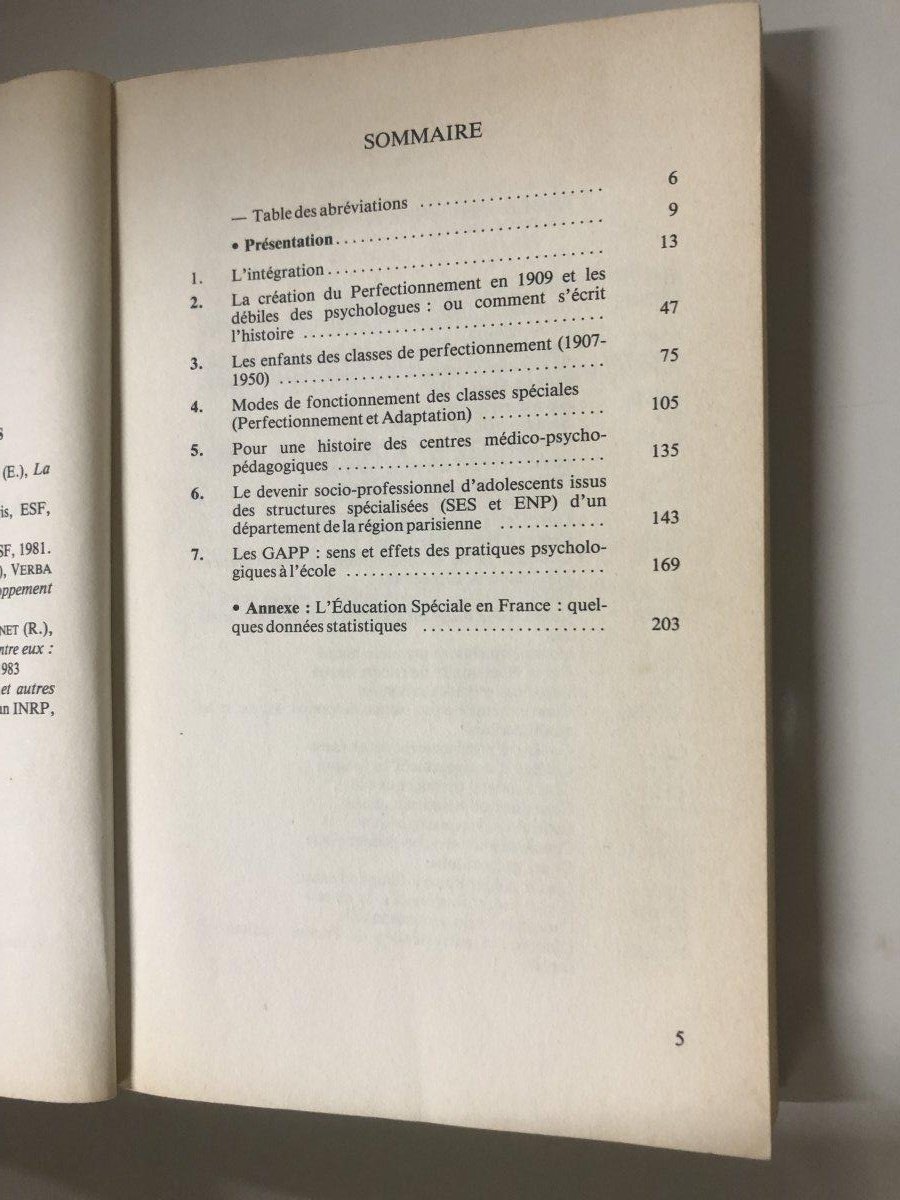 S
(E.), La
is, ESF,
SF, 1981.
), VERBA
oppement
NET (R.),
ntre eux :
983
et autres
un INRP,
SOMMAIRE
— Table des abréviations ...................... 6
• Présentation ............................... 9
1. L'intégration ................................ 13
2. La création du Perfectionnement en 1909 et les
débiles des psychologues : ou comment s'écrit
l'histoire ................................... 47
3. Les enfants des classes de perfectionnement (1907-
1950) ..................................... 75
4. Modes de fonctionnement des classes spéciales
(Perfectionnement et Adaptation) .............. 105
5. Pour une histoire des centres médico-psycho-
pédagogiques ............................... 135
6. Le devenir socio-professionnel d'adolescents issus
des structures spécialisées (SES et ENP) d'un
département de la région parisienne ............ 143
7. Les GAPP : sens et effets des pratiques psycholo-
giques à l'école .............................. 169
• Annexe : L'Éducation Spéciale en France : quel-
ques données statistiques ..................... 203
5